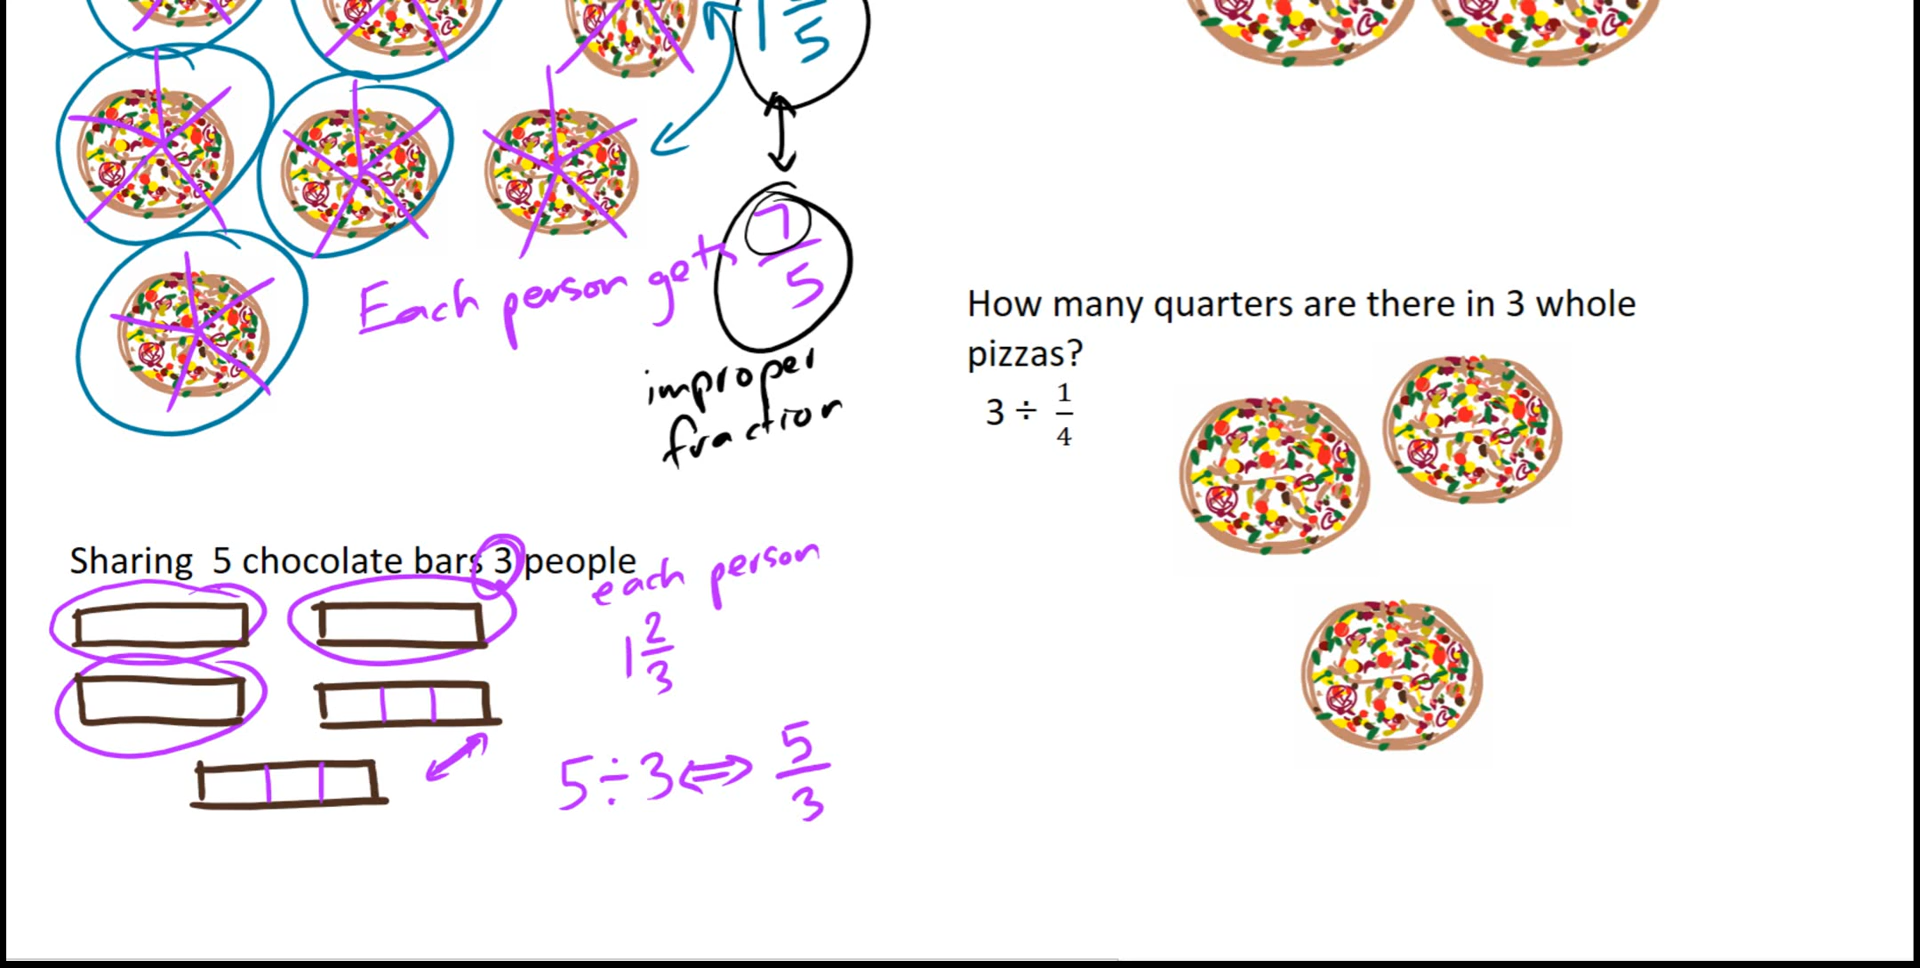 1 /5
Each person gets 7/5
improper
fraction
Sharing 5 chocolate bars 3 people
each person
1 2/3
5÷3 ⇔ 5/3
How many quarters are there in 3 whole
pizzas?
3 ÷ 1/4